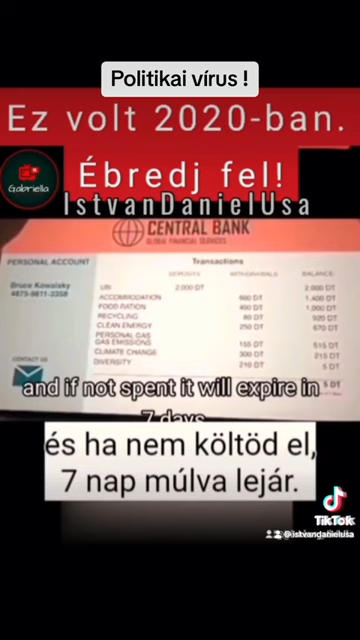 Politikai vírus !
Ez volt 2020-ban.
Ébredj fel!
Gabriella
IstvanDanielUsa
CENTRAL BANK
GLOBAL FINANCIAL SERVICES
PERSONAL ACCOUNT
Transactions
DEPOSITS WITHDRAWALS BALANCE
Bruce Kowalsky
4873-9811-3358
UBI 2.000 DT 2.000 DT
ACCOMMODATION 600 DT 1.400 DT
FOOD RATION 400 DT 1.000 DT
RECYCLING 80 DT 920 DT
CLEAN ENERGY 250 DT 670 DT
PERSONAL GAS
GAS EMISSIONS 155 DT 515 DT
CLIMATE CHANGE 300 DT 215 DT
DIVERSITY 210 DT 5 DT
CONTACT US
5 DT
and if not spent it will expire in
7 days
és ha nem költöd el,
7 nap múlva lejár.
TikTok
@istvandanielusa